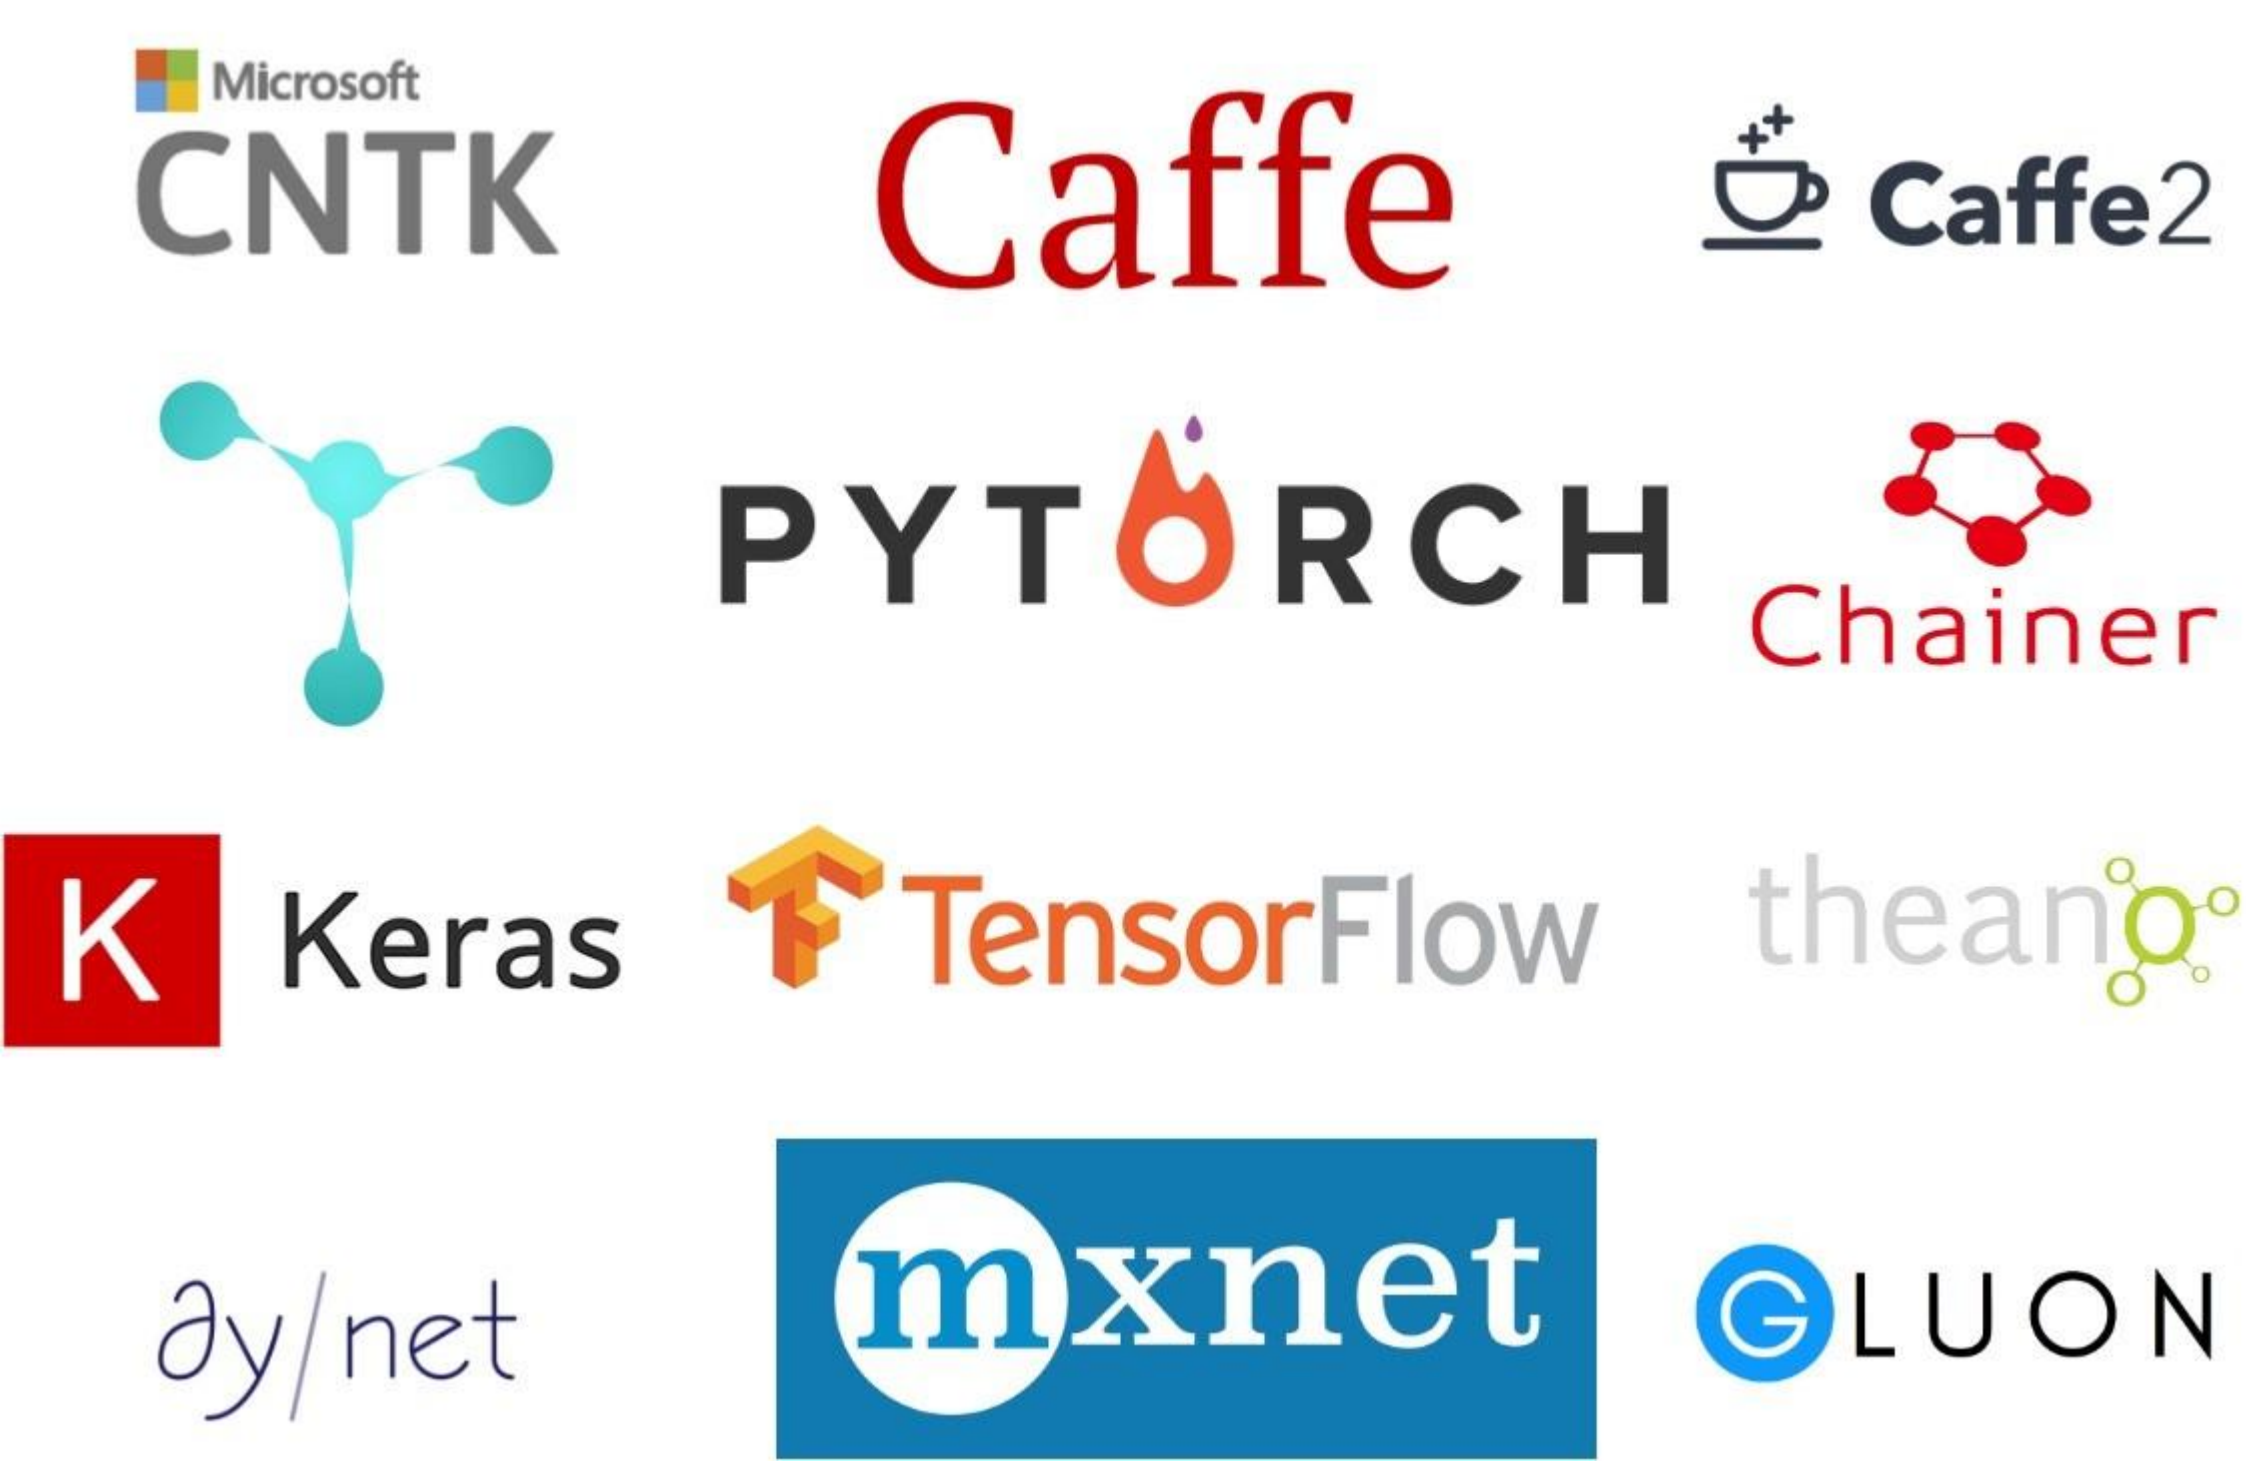 Microsoft
CNTK
Caffe
Caffe2
PYTORCH
Chainer
K Keras
TensorFlow
theano
∂y/net
mxnet
GLUON